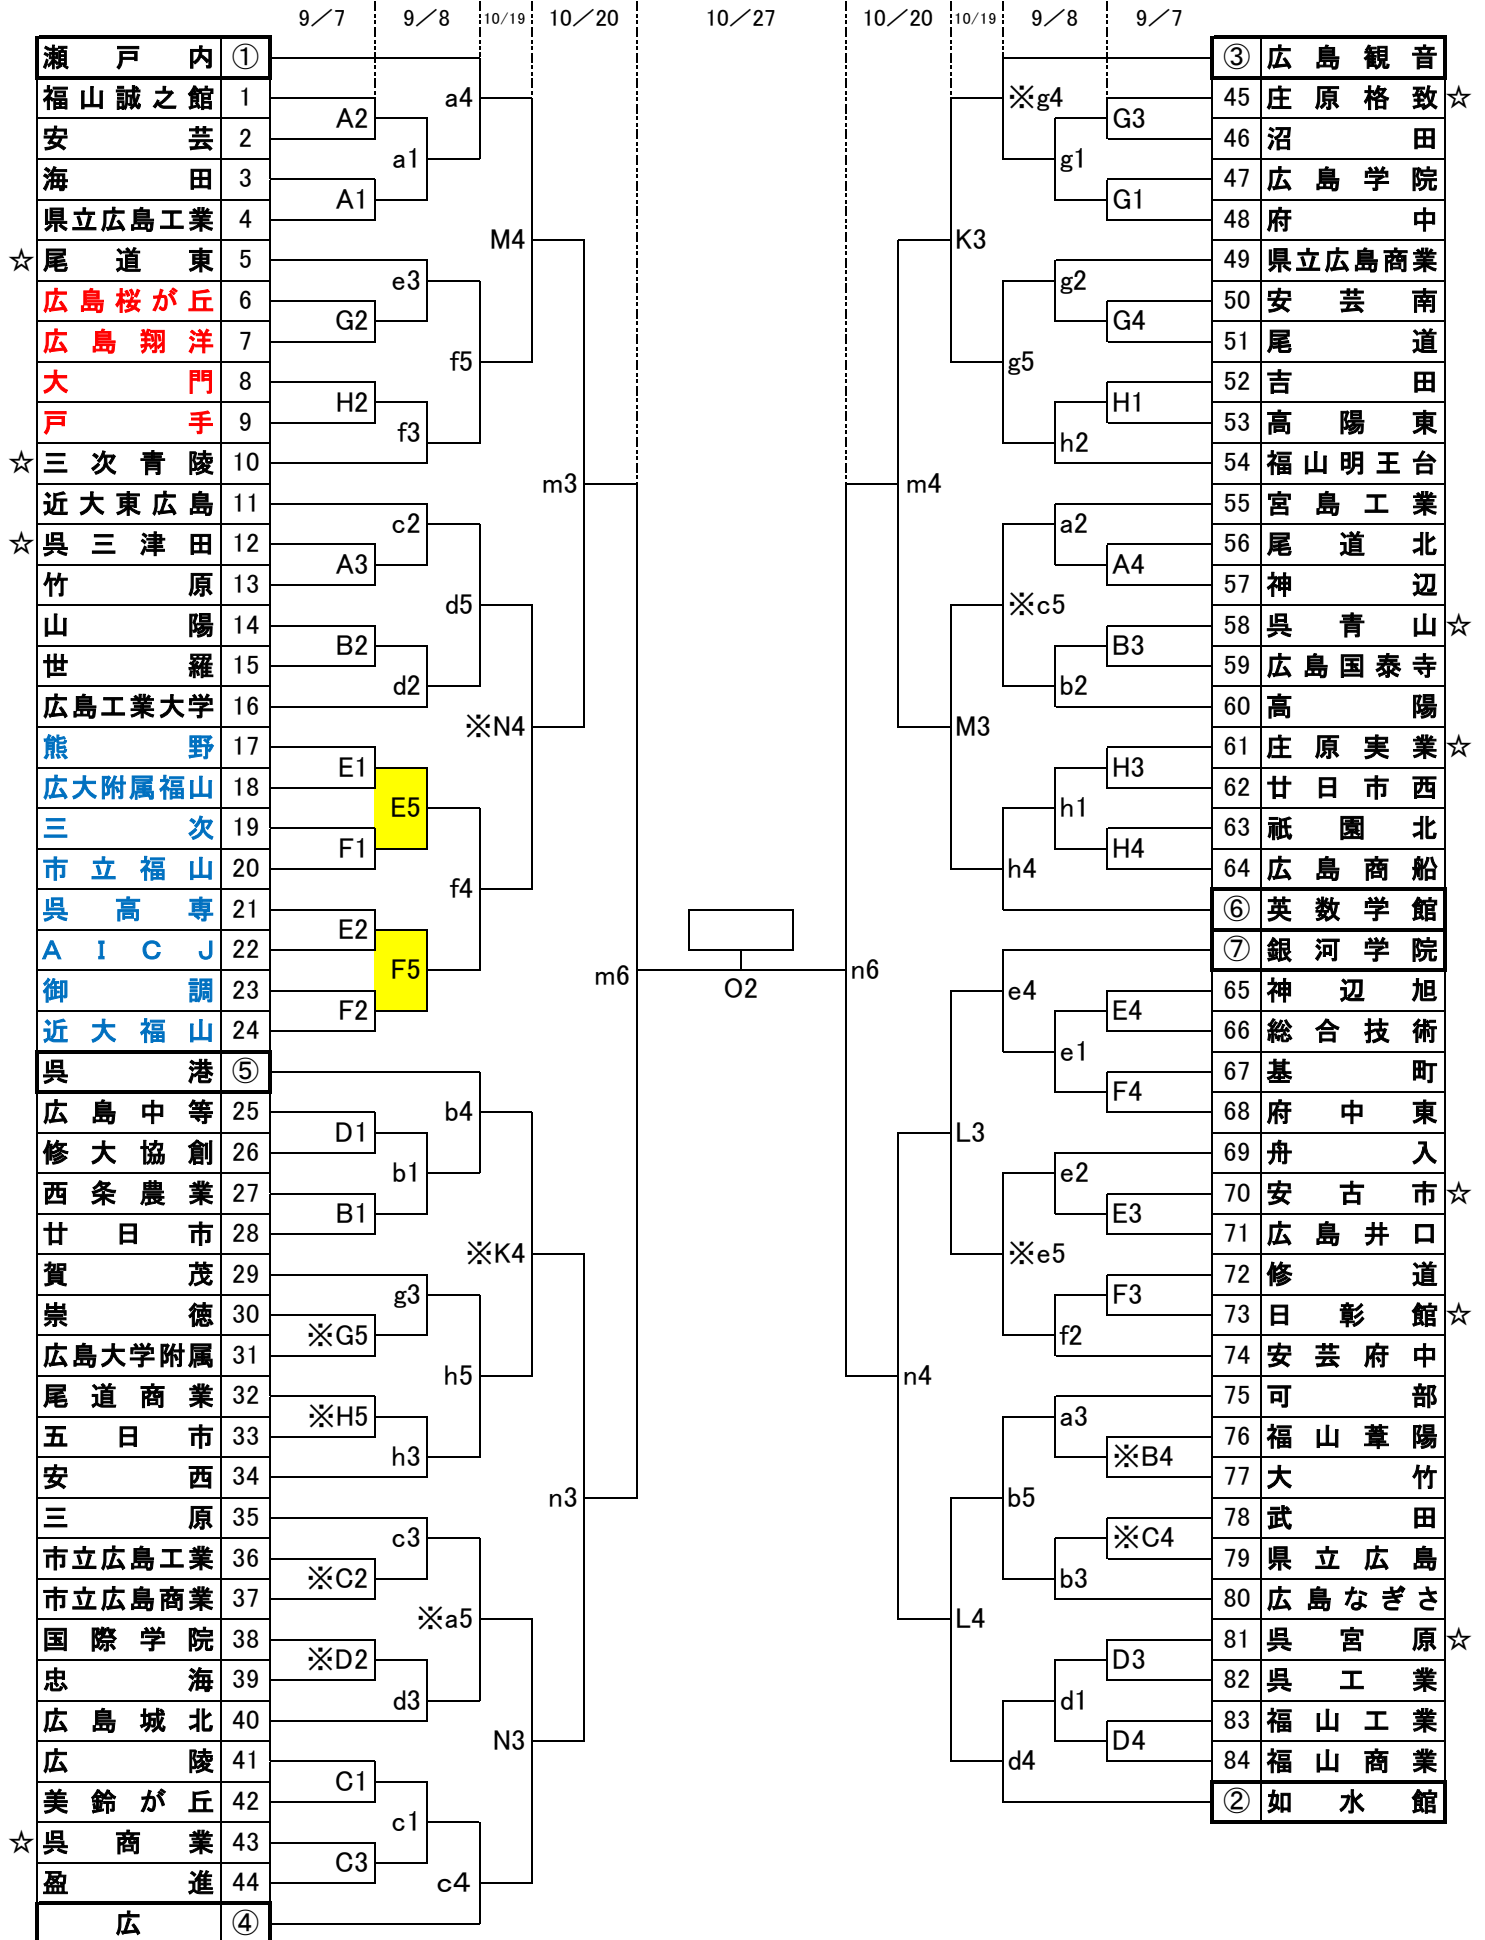 9／7 9／8 10/19 10／20 10／27 10／20 10/19 9／8 9／7
瀬戸内 ① ③ 広島観音
福山誠之館 1 a4 ※g4 45 庄原格致 ☆
A2 G3
安芸 2 46 沼田
a1 g1
海田 3 47 広島学院
A1 G1
県立広島工業 4 48 府中
M4 K3
☆ 尾道東 5 49 県立広島商業
e3 g2
広島桜が丘 6 50 安芸南
G2 G4
広島翔洋 7 51 尾道
f5 g5
大門 8 52 吉田
H2 H1
戸手 9 53 高陽東
f3 h2
☆ 三次青陵 10 54 福山明王台
m3 m4
近大東広島 11 55 宮島工業
c2 a2
☆ 呉三津田 12 56 尾道北
A3 A4
竹原 13 57 神辺
d5 ※c5
山陽 14 58 呉青山 ☆
B2 B3
世羅 15 59 広島国泰寺
d2 b2
広島工業大学 16 60 高陽
※N4 M3
熊野 17 61 庄原実業 ☆
E1 H3
広大附属福山 18 62 廿日市西
E5 h1
三次 19 63 祇園北
F1 H4
市立福山 20 64 広島商船
f4 h4
呉高専 21 ⑥ 英数学館
E2
ＡＩＣＪ 22 ⑦ 銀河学院
F5 m6 O2 n6
御調 23 e4 65 神辺旭
F2 E4
近大福山 24 66 総合技術
e1
呉港 ⑤ 67 基町
F4
広島中等 25 b4 68 府中東
D1 L3
修大協創 26 69 舟入
b1 e2
西条農業 27 70 安古市 ☆
B1 E3
廿日市 28 71 広島井口
※K4 ※e5
賀茂 29 72 修道
g3 F3
崇徳 30 73 日彰館 ☆
※G5 f2
広島大学附属 31 74 安芸府中
h5 n4
尾道商業 32 75 可部
※H5 a3
五日市 33 76 福山葦陽
h3 ※B4
安西 34 77 大竹
n3 b5
三原 35 78 武田
c3 ※C4
市立広島工業 36 79 県立広島
※C2 b3
市立広島商業 37 80 広島なぎさ
※a5 L4
国際学院 38 81 呉宮原 ☆
※D2 D3
忠海 39 82 呉工業
d3 d1
広島城北 40 83 福山工業
N3 D4
広陵 41 d4 84 福山商業
C1
美鈴が丘 42 ② 如水館
c1
☆ 呉商業 43
C3
盈進 44 c4
広 ④